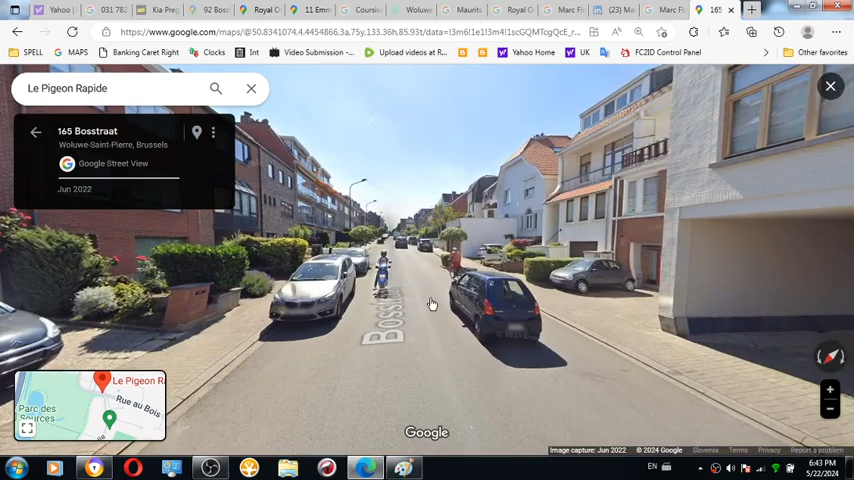 Yahoo
031 782
Kia Preg
92 Bos
Royal O
11 Emm
Coursiv
Woluwe
Maurits
Royal O
Marc Fl
(23) Ma
Marc Fl
165
https://www.google.com/maps/@50.8341074,4.4454866,3a,75y,133.36h,85.93t/data=!3m6!1e1!3m4!1scGQMTcgQcE_r...
SPELL
MAPS
Banking Caret Right
Clocks
Int
Video Submission -...
Upload videos at R...
Yahoo Home
UK
FC2ID Control Panel
Other favorites
Le Pigeon Rapide
165 Bosstraat
Woluwe-Saint-Pierre, Brussels
Google Street View
Jun 2022
Bosstr
Le Pigeon Ra
Rue au Bois
Parc des
Sources
Google
Image capture: Jun 2022 © 2024 Google Slovenia Terms Privacy Report a problem
EN
6:43 PM
5/22/2024